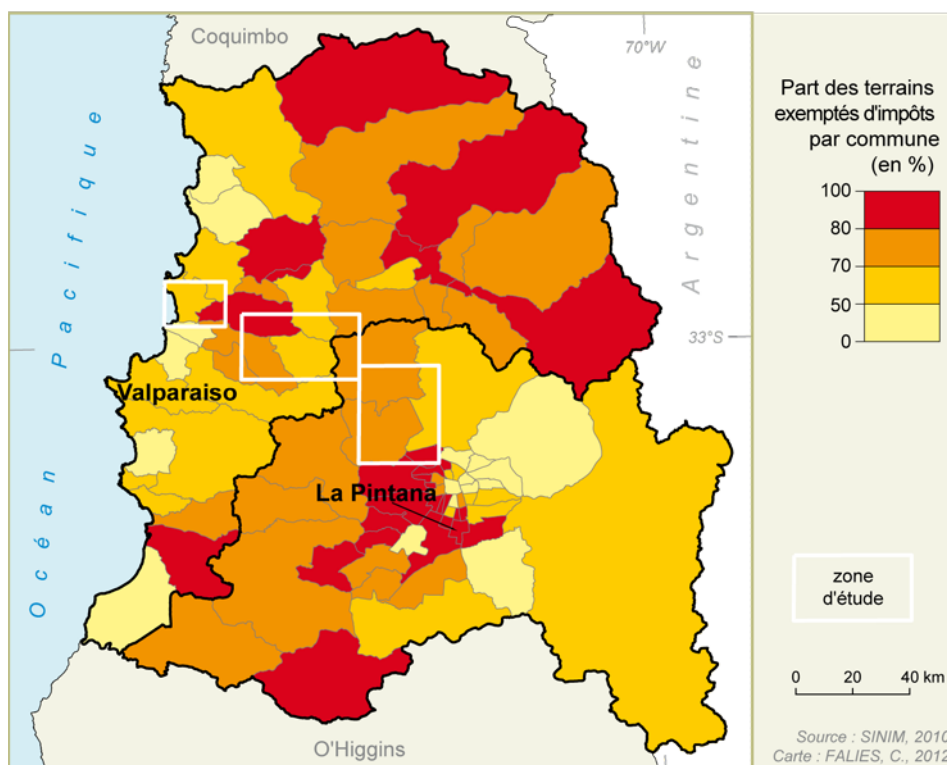 Coquimbo
70°W
Argentine
Océan Pacifique
33°S
Valparaiso
La Pintana
O'Higgins
Part des terrains
exemptés d'impôts
par commune
(en %)
100
80
70
50
0
zone
d'étude
0 20 40 km
Source : SINIM, 2010
Carte : FALIES, C., 2012